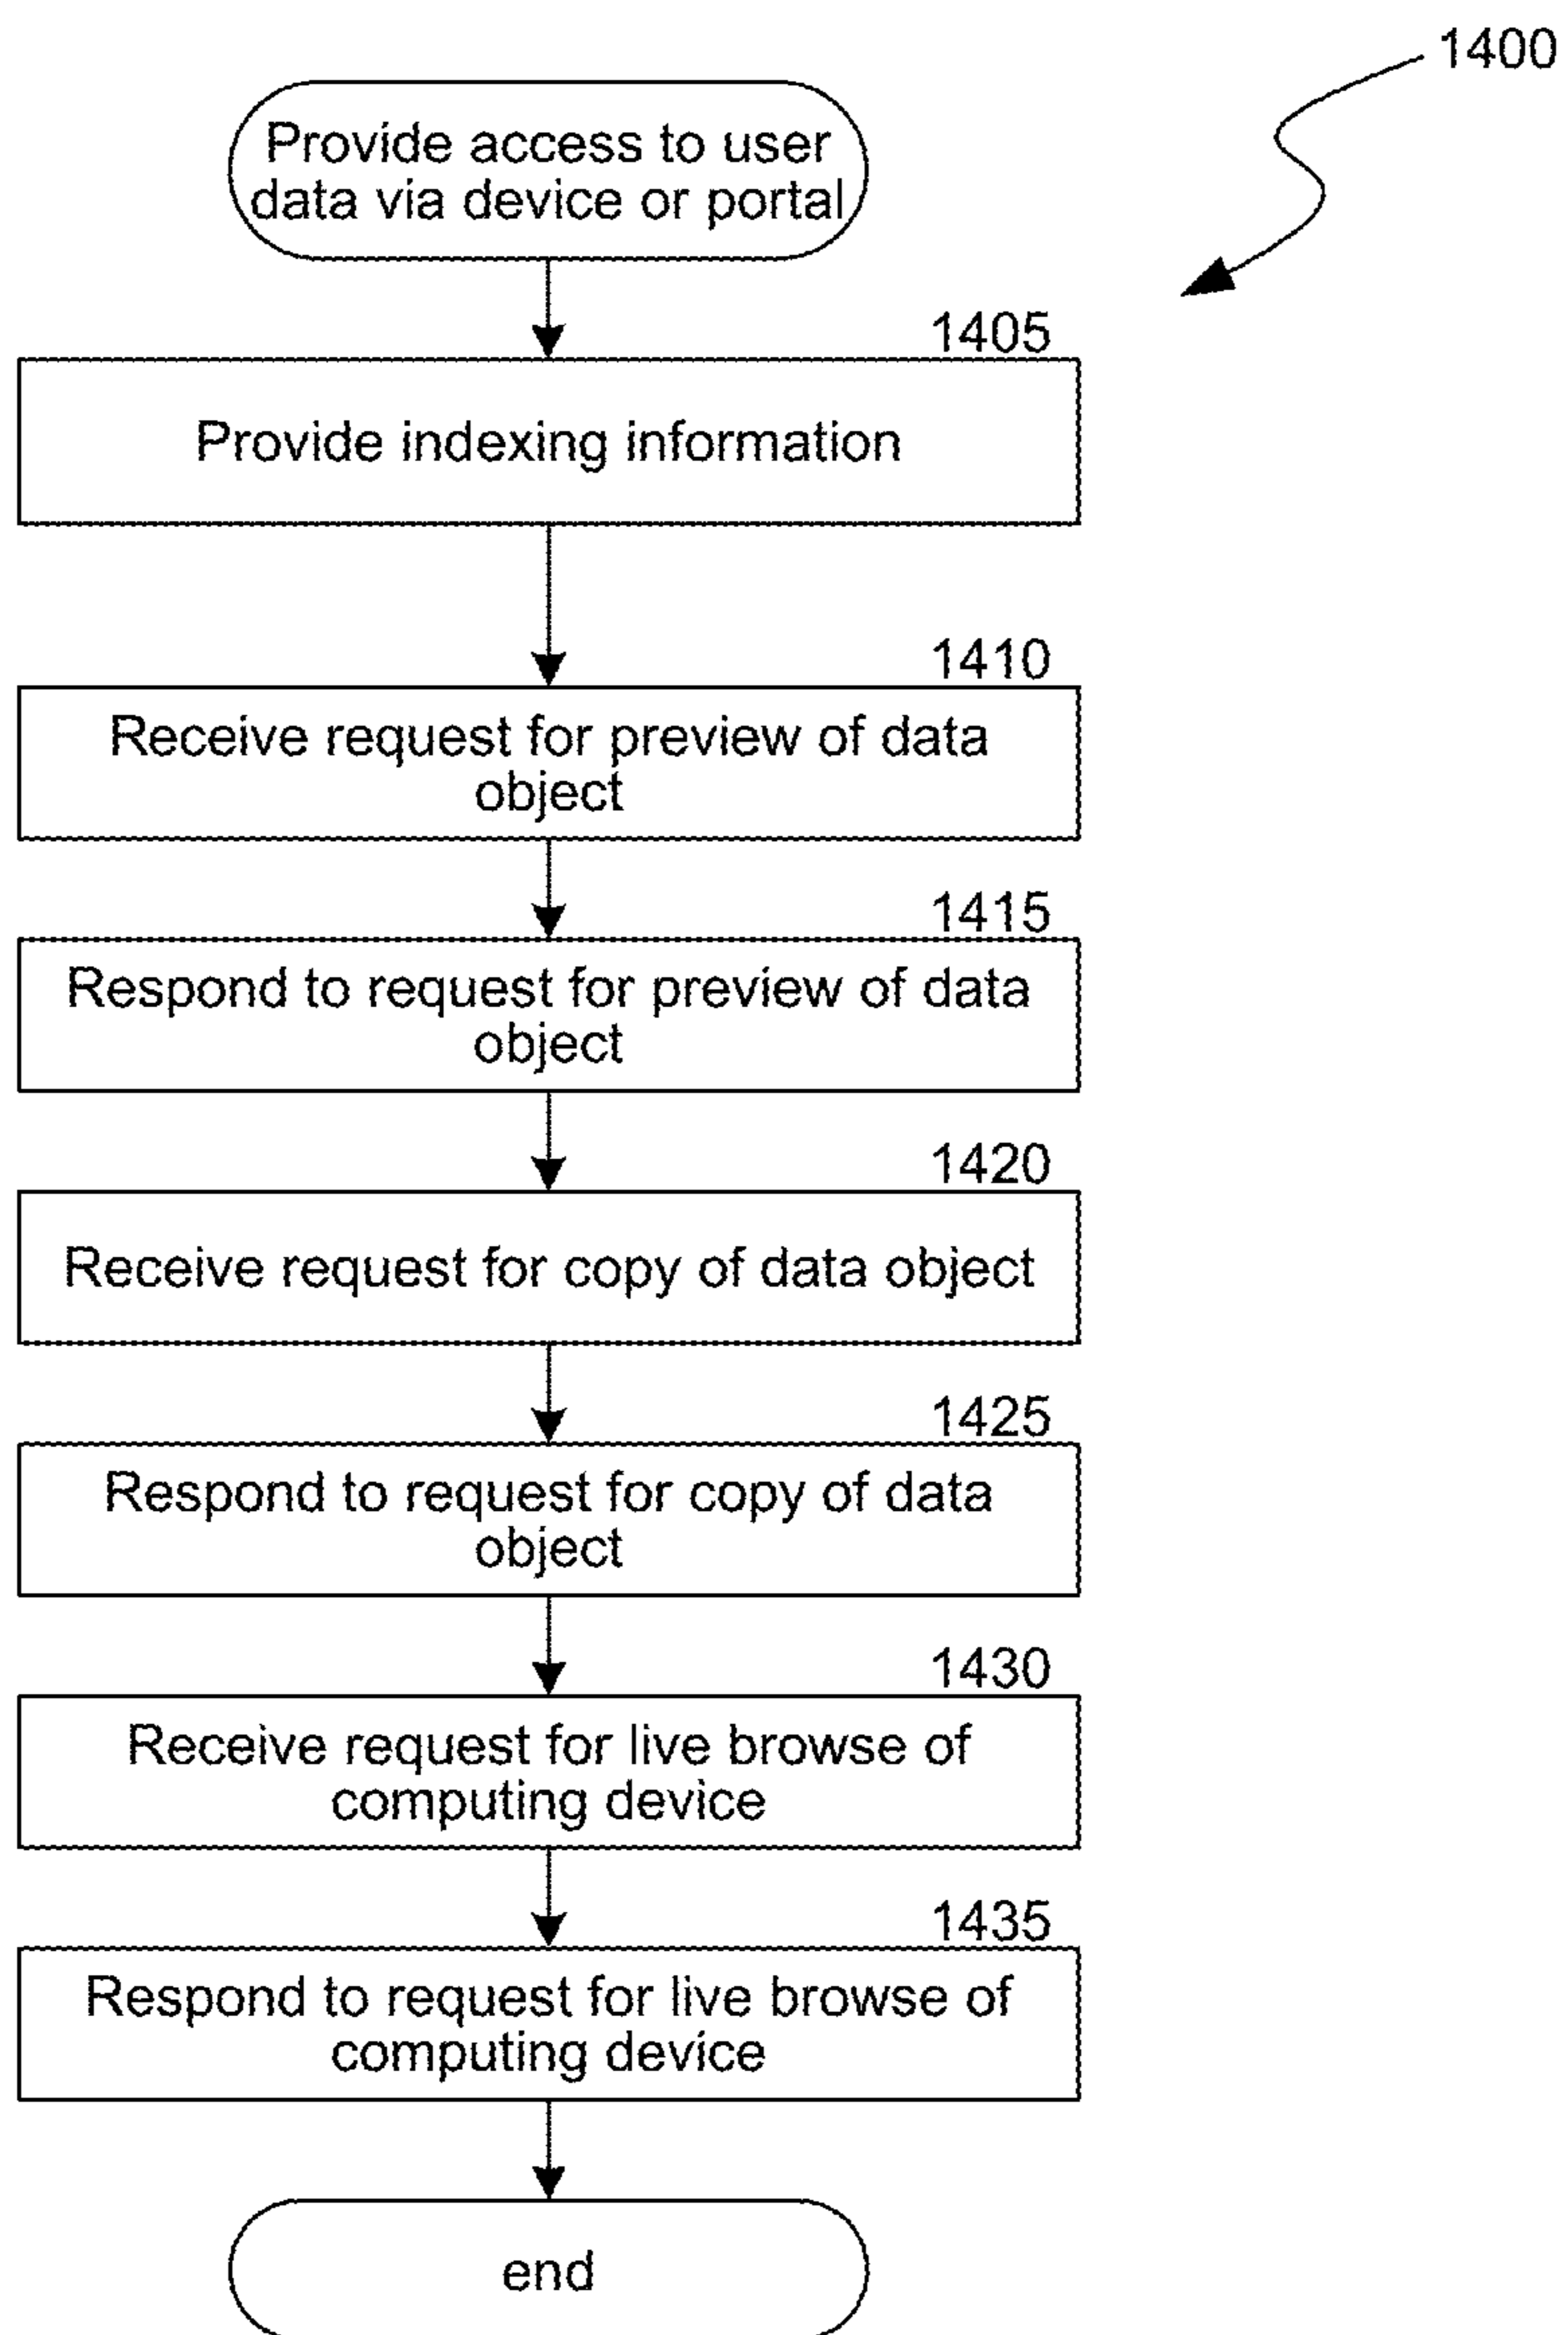 1400
Provide access to user
data via device or portal
1405
Provide indexing information
1410
Receive request for preview of data
object
1415
Respond to request for preview of data
object
1420
Receive request for copy of data object
1425
Respond to request for copy of data
object
1430
Receive request for live browse of
computing device
1435
Respond to request for live browse of
computing device
end